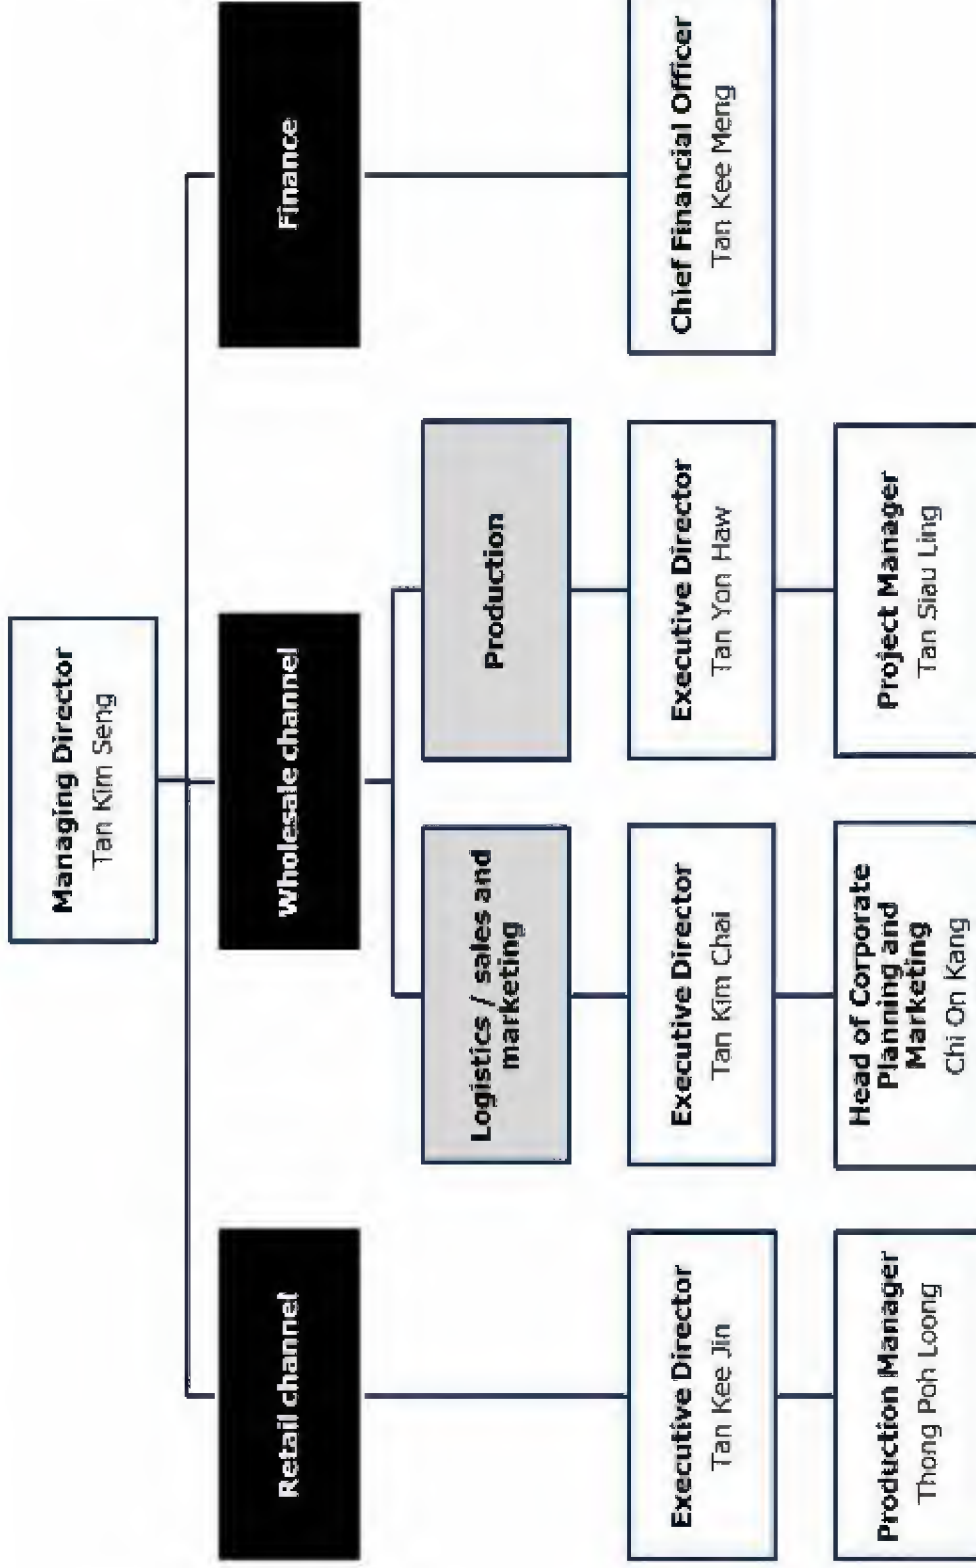 Managing Director
Tan Kim Seng
Retail channel
Wholesale channel
Finance
Logistics / sales and
marketing
Production
Executive Director
Tan Kee Jin
Executive Director
Tan Kim Chai
Executive Director
Tan Yon Haw
Chief Financial Officer
Tan Kee Meng
Production Manager
Thong Poh Loong
Head of Corporate
Planning and
Marketing
Chi On Kang
Project Manager
Tan Siau Ling